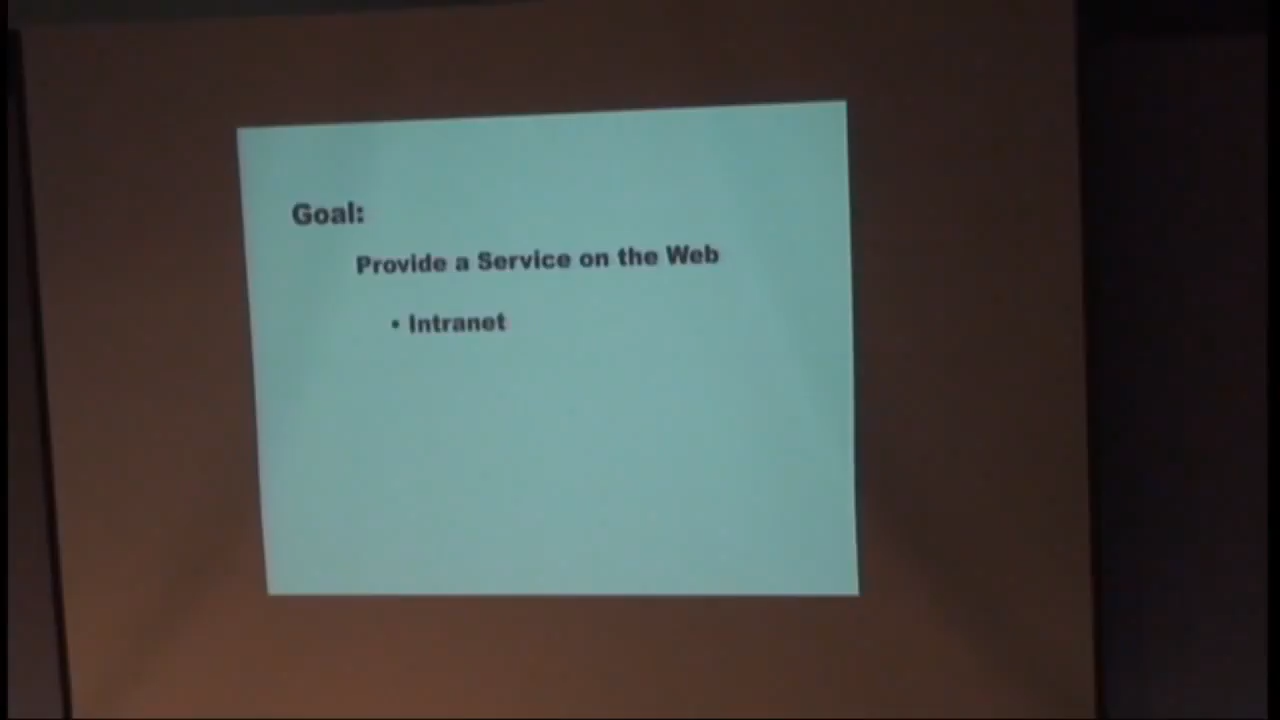 Goal:
Provide a Service on the Web
• Intranet